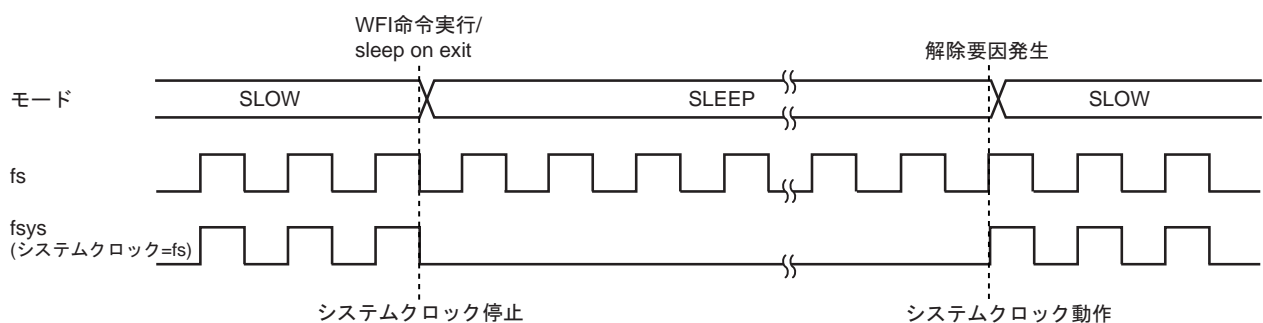 WFI命令実行/
sleep on exit
解除要因発生
モード
SLOW
SLEEP
SLOW
fs
fsys
(システムクロック=fs)
システムクロック停止
システムクロック動作